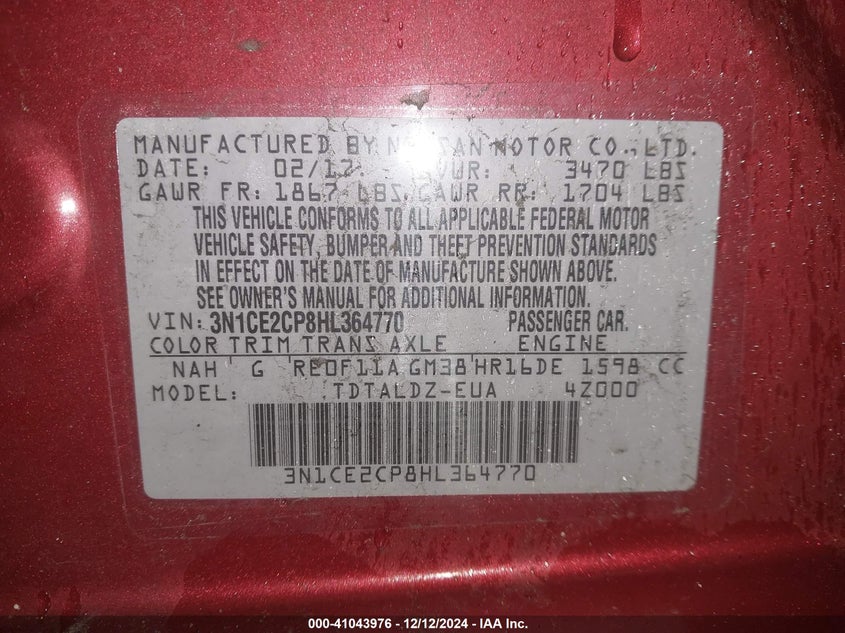 MANUFACTURED BY NISSAN MOTOR CO., LTD.
DATE: 02/17 GVWR: 3470 LBS
GAWR FR: 1867 LBS GAWR RR: 1704 LBS
THIS VEHICLE CONFORMS TO ALL APPLICABLE FEDERAL MOTOR
VEHICLE SAFETY, BUMPER AND THEFT PREVENTION STANDARDS
IN EFFECT ON THE DATE OF MANUFACTURE SHOWN ABOVE.
SEE OWNER'S MANUAL FOR ADDITIONAL INFORMATION.
VIN: 3N1CE2CP8HL364770 PASSENGER CAR.
COLOR TRIM TRANS AXLE ENGINE
NAH G RE0F11A GM38 HR16DE 1598 CC
MODEL: TDTALDZ-EUA 4Z000
3N1CE2CP8HL364770
000-41043976 - 12/12/2024 - IAA Inc.